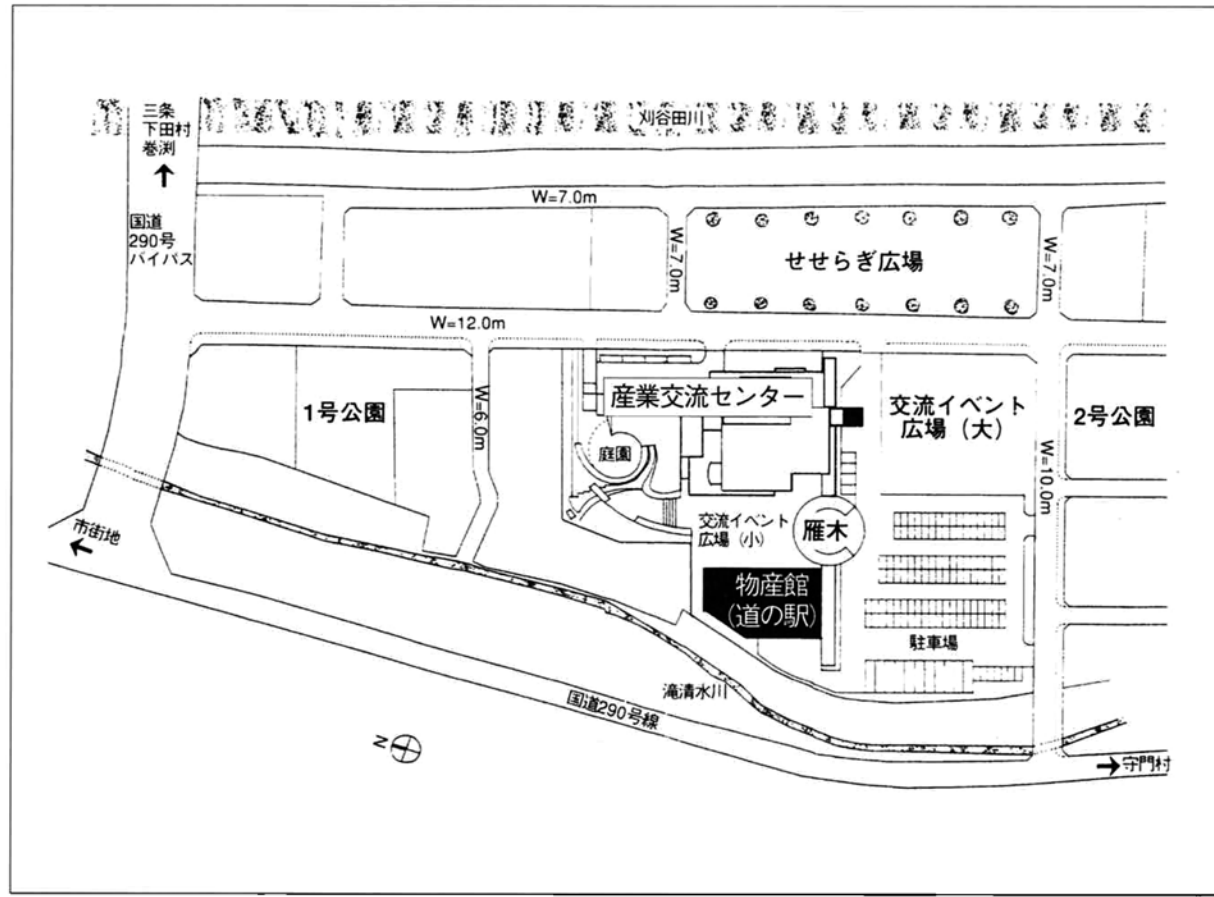 三条
下田村
巻渕
刈谷田川
W=7.0m
国道
290号
バイパス
W=7.0m
せせらぎ広場
W=7.0m
W=12.0m
1号公園
W=6.0m
産業交流センター
交流イベント
広場（大）
2号公園
庭園
W=10.0m
交流イベント
広場（小）
雁木
市街地
物産館
（道の駅）
駐車場
滝清水川
国道290号線
N
守門村